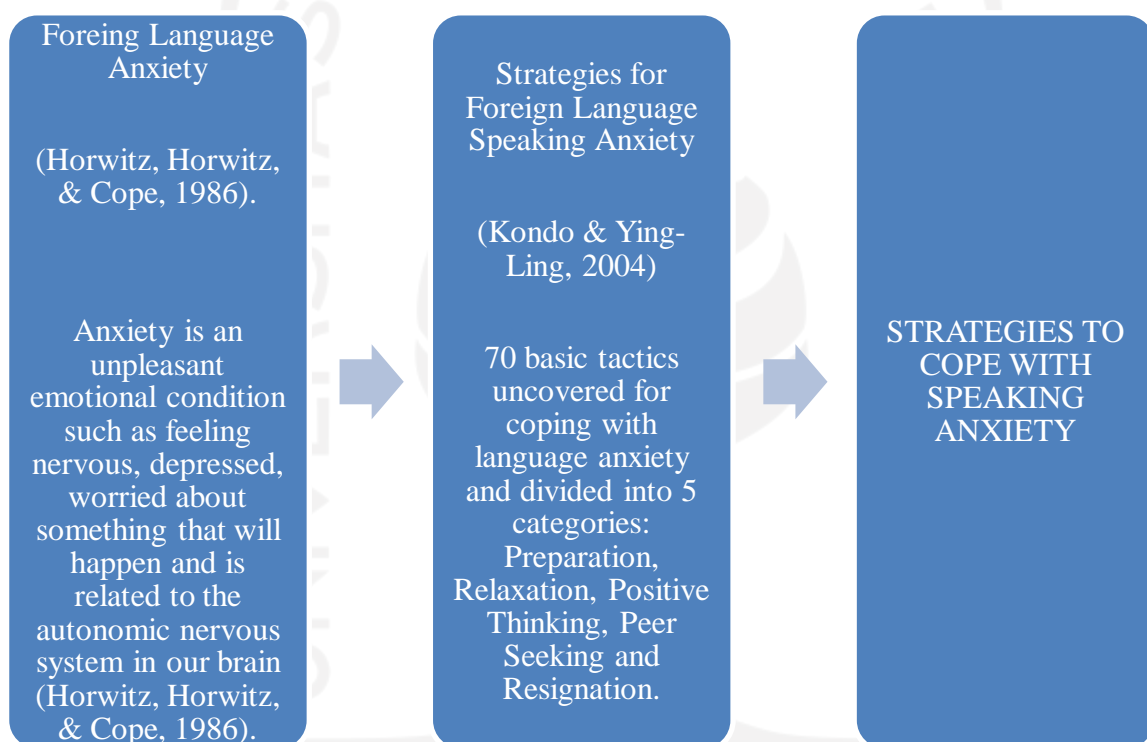 Foreing Language
Anxiety
(Horwitz, Horwitz,
& Cope, 1986).
Anxiety is an
unpleasant
emotional condition
such as feeling
nervous, depressed,
worried about
something that will
happen and is
related to the
autonomic nervous
system in our brain
(Horwitz, Horwitz,
& Cope, 1986).
Strategies for
Foreign Language
Speaking Anxiety
(Kondo & Ying-
Ling, 2004)
70 basic tactics
uncovered for
coping with
language anxiety
and divided into 5
categories:
Preparation,
Relaxation, Positive
Thinking, Peer
Seeking and
Resignation.
STRATEGIES TO
COPE WITH
SPEAKING
ANXIETY